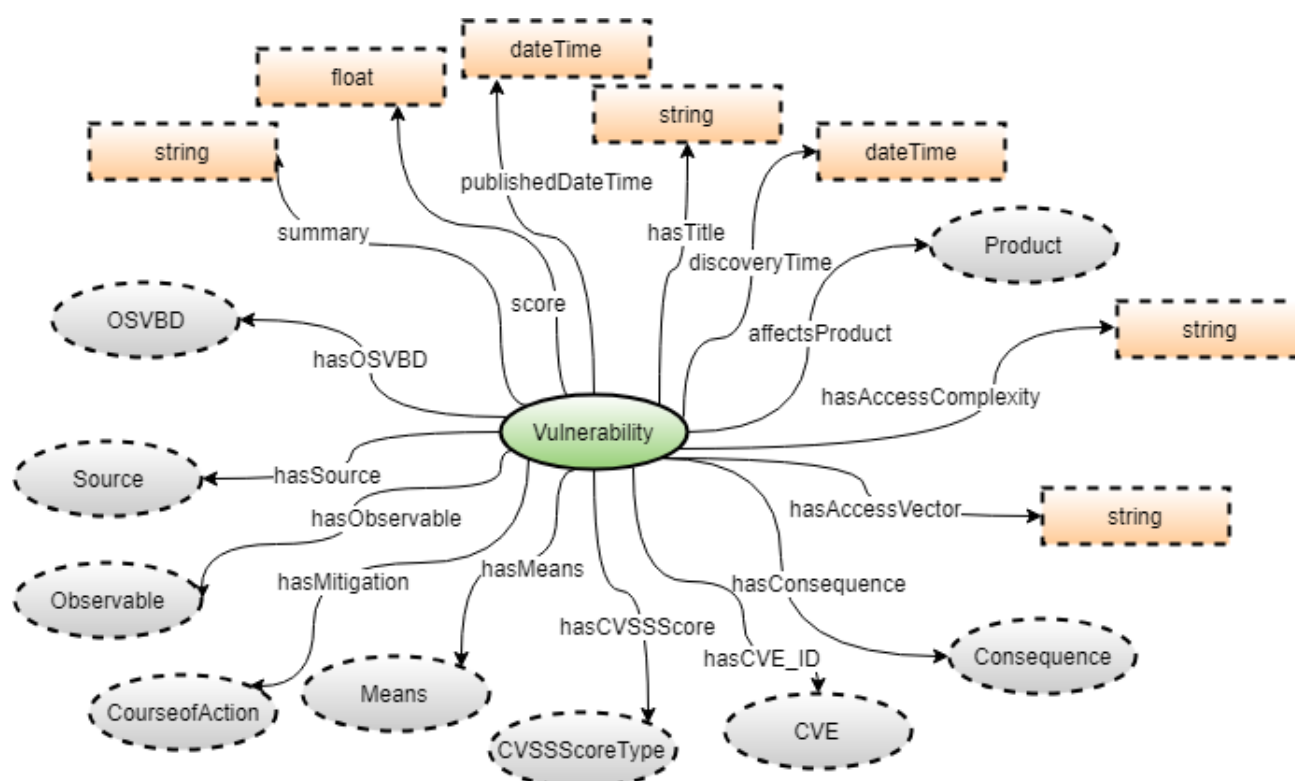 dateTime
float
string
string
dateTime
publishedDateTime
hasTitle
summary
Product
discoveryTime
score
OSVBD
string
affectsProduct
hasOSVBD
hasAccessComplexity
Vulnerability
Source
hasSource
hasAccessVector
string
hasObservable
hasMitigation
hasMeans
hasConsequence
Observable
hasCVSSScore
hasCVE_ID
Consequence
Means
CourseofAction
CVE
CVSSScoreType